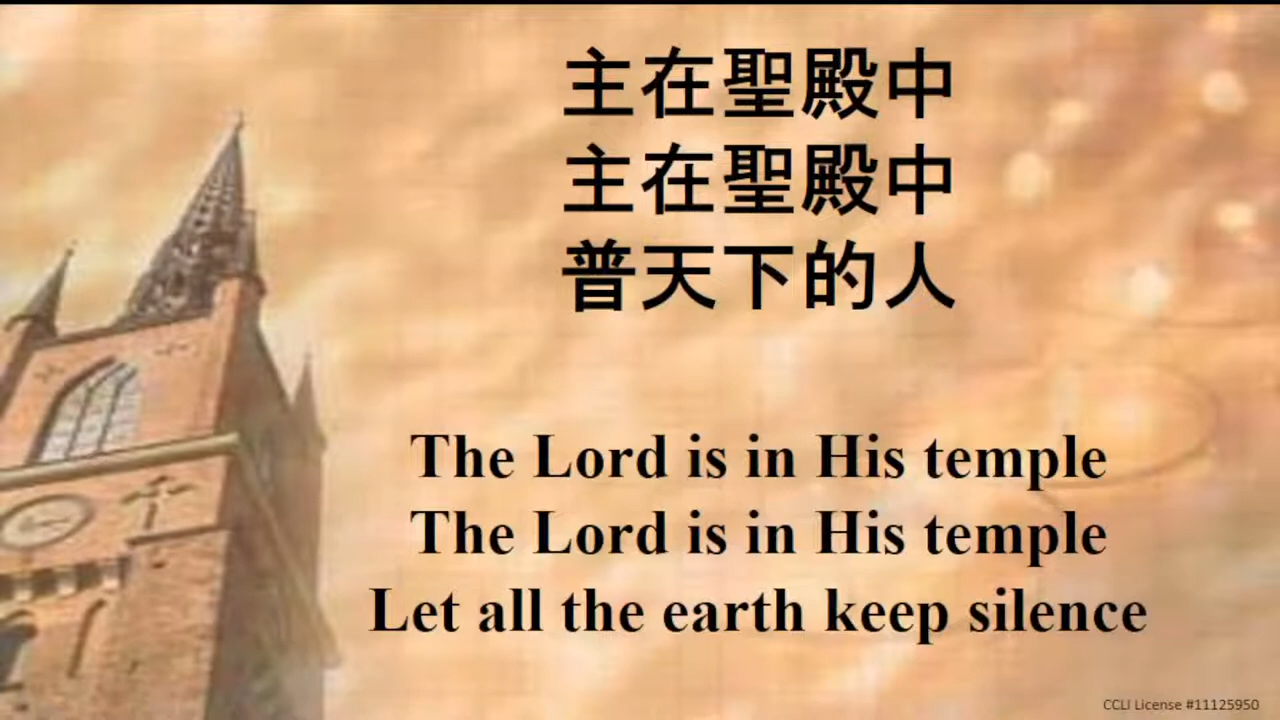 主在聖殿中
主在聖殿中
普天下的人
The Lord is in His temple
The Lord is in His temple
Let all the earth keep silence
CCLI License #11125950